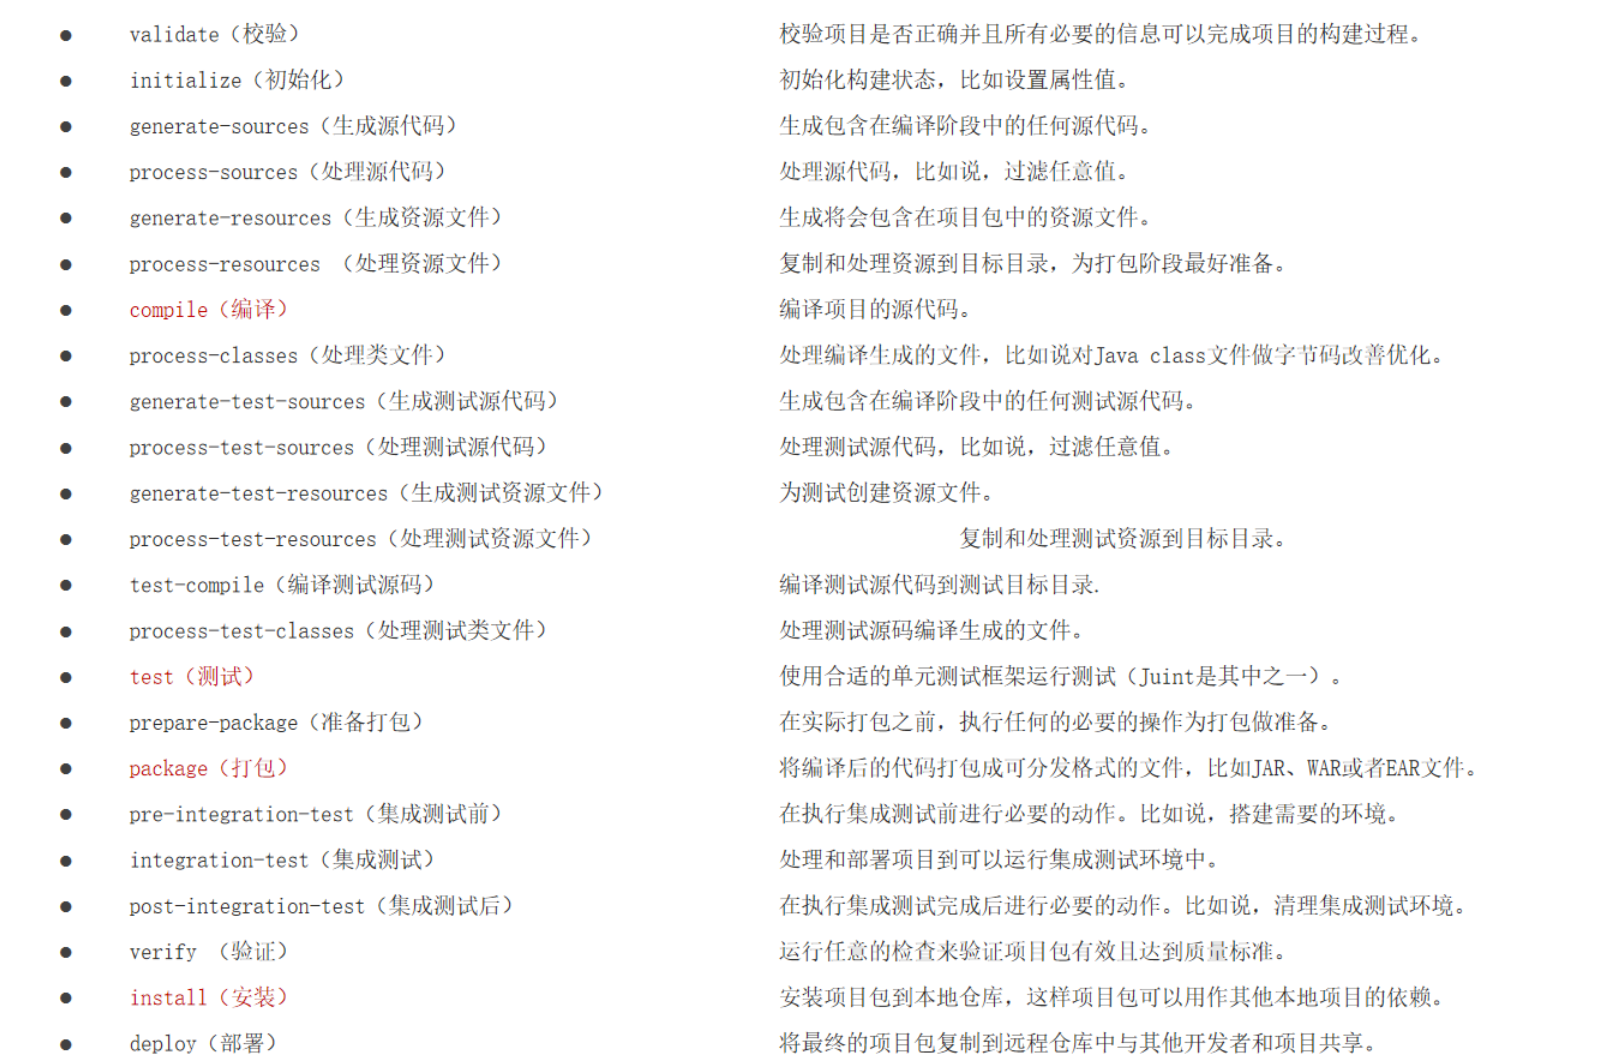 ● validate（校验） 校验项目是否正确并且所有必要的信息可以完成项目的构建过程。
● initialize（初始化） 初始化构建状态，比如设置属性值。
● generate-sources（生成源代码） 生成包含在编译阶段中的任何源代码。
● process-sources（处理源代码） 处理源代码，比如说，过滤任意值。
● generate-resources（生成资源文件） 生成将会包含在项目包中的资源文件。
● process-resources （处理资源文件） 复制和处理资源到目标目录，为打包阶段最好准备。
● compile（编译） 编译项目的源代码。
● process-classes（处理类文件） 处理编译生成的文件，比如说对Java class文件做字节码改善优化。
● generate-test-sources（生成测试源代码） 生成包含在编译阶段中的任何测试源代码。
● process-test-sources（处理测试源代码） 处理测试源代码，比如说，过滤任意值。
● generate-test-resources（生成测试资源文件） 为测试创建资源文件。
● process-test-resources（处理测试资源文件） 复制和处理测试资源到目标目录。
● test-compile（编译测试源码） 编译测试源代码到测试目标目录.
● process-test-classes（处理测试类文件） 处理测试源码编译生成的文件。
● test（测试） 使用合适的单元测试框架运行测试（Juint是其中之一）。
● prepare-package（准备打包） 在实际打包之前，执行任何的必要的操作为打包做准备。
● package（打包） 将编译后的代码打包成可分发格式的文件，比如JAR、WAR或者EAR文件。
● pre-integration-test（集成测试前） 在执行集成测试前进行必要的动作。比如说，搭建需要的环境。
● integration-test（集成测试） 处理和部署项目到可以运行集成测试环境中。
● post-integration-test（集成测试后） 在执行集成测试完成后进行必要的动作。比如说，清理集成测试环境。
● verify （验证） 运行任意的检查来验证项目包有效且达到质量标准。
● install（安装） 安装项目包到本地仓库，这样项目包可以用作其他本地项目的依赖。
● deploy（部署） 将最终的项目包复制到远程仓库中与其他开发者和项目共享。